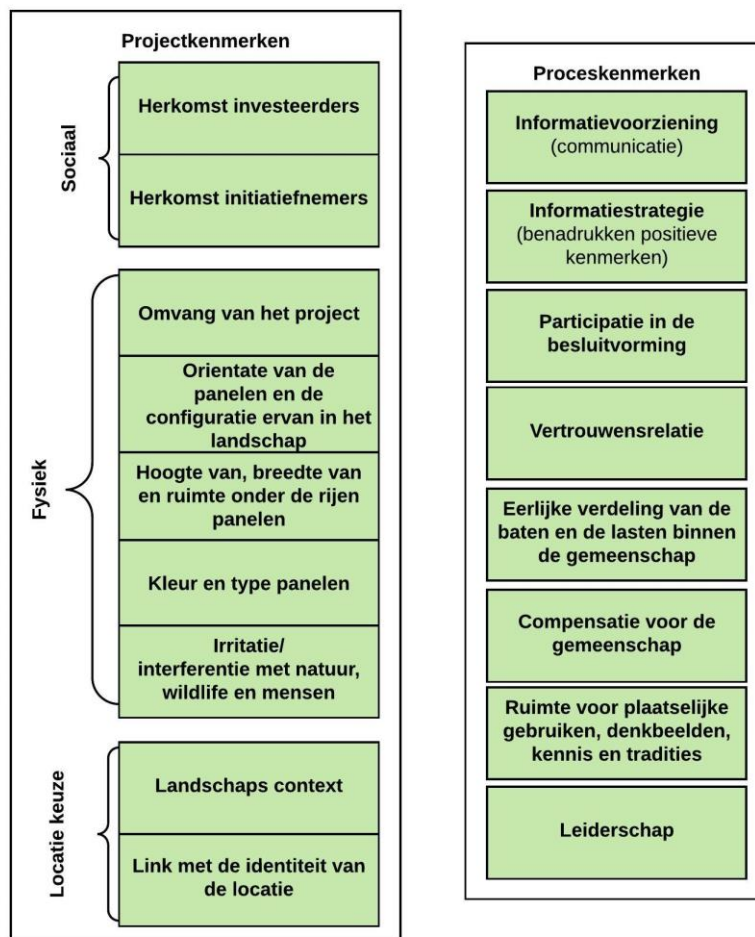 Projectkenmerken
Sociaal
Herkomst investeerders
Herkomst initiatiefnemers
Fysiek
Omvang van het project
Orientate van de
panelen en de
configuratie ervan in het
landschap
Hoogte van, breedte van
en ruimte onder de rijen
panelen
Kleur en type panelen
Irritatie/
interferentie met natuur,
wildlife en mensen
Locatie keuze
Landschaps context
Link met de identiteit van
de locatie
Proceskenmerken
Informatievoorziening
(communicatie)
Informatiestrategie
(benadrukken positieve
kenmerken)
Participatie in de
besluitvorming
Vertrouwensrelatie
Eerlijke verdeling van de
baten en de lasten binnen
de gemeenschap
Compensatie voor de
gemeenschap
Ruimte voor plaatselijke
gebruiken, denkbeelden,
kennis en tradities
Leiderschap